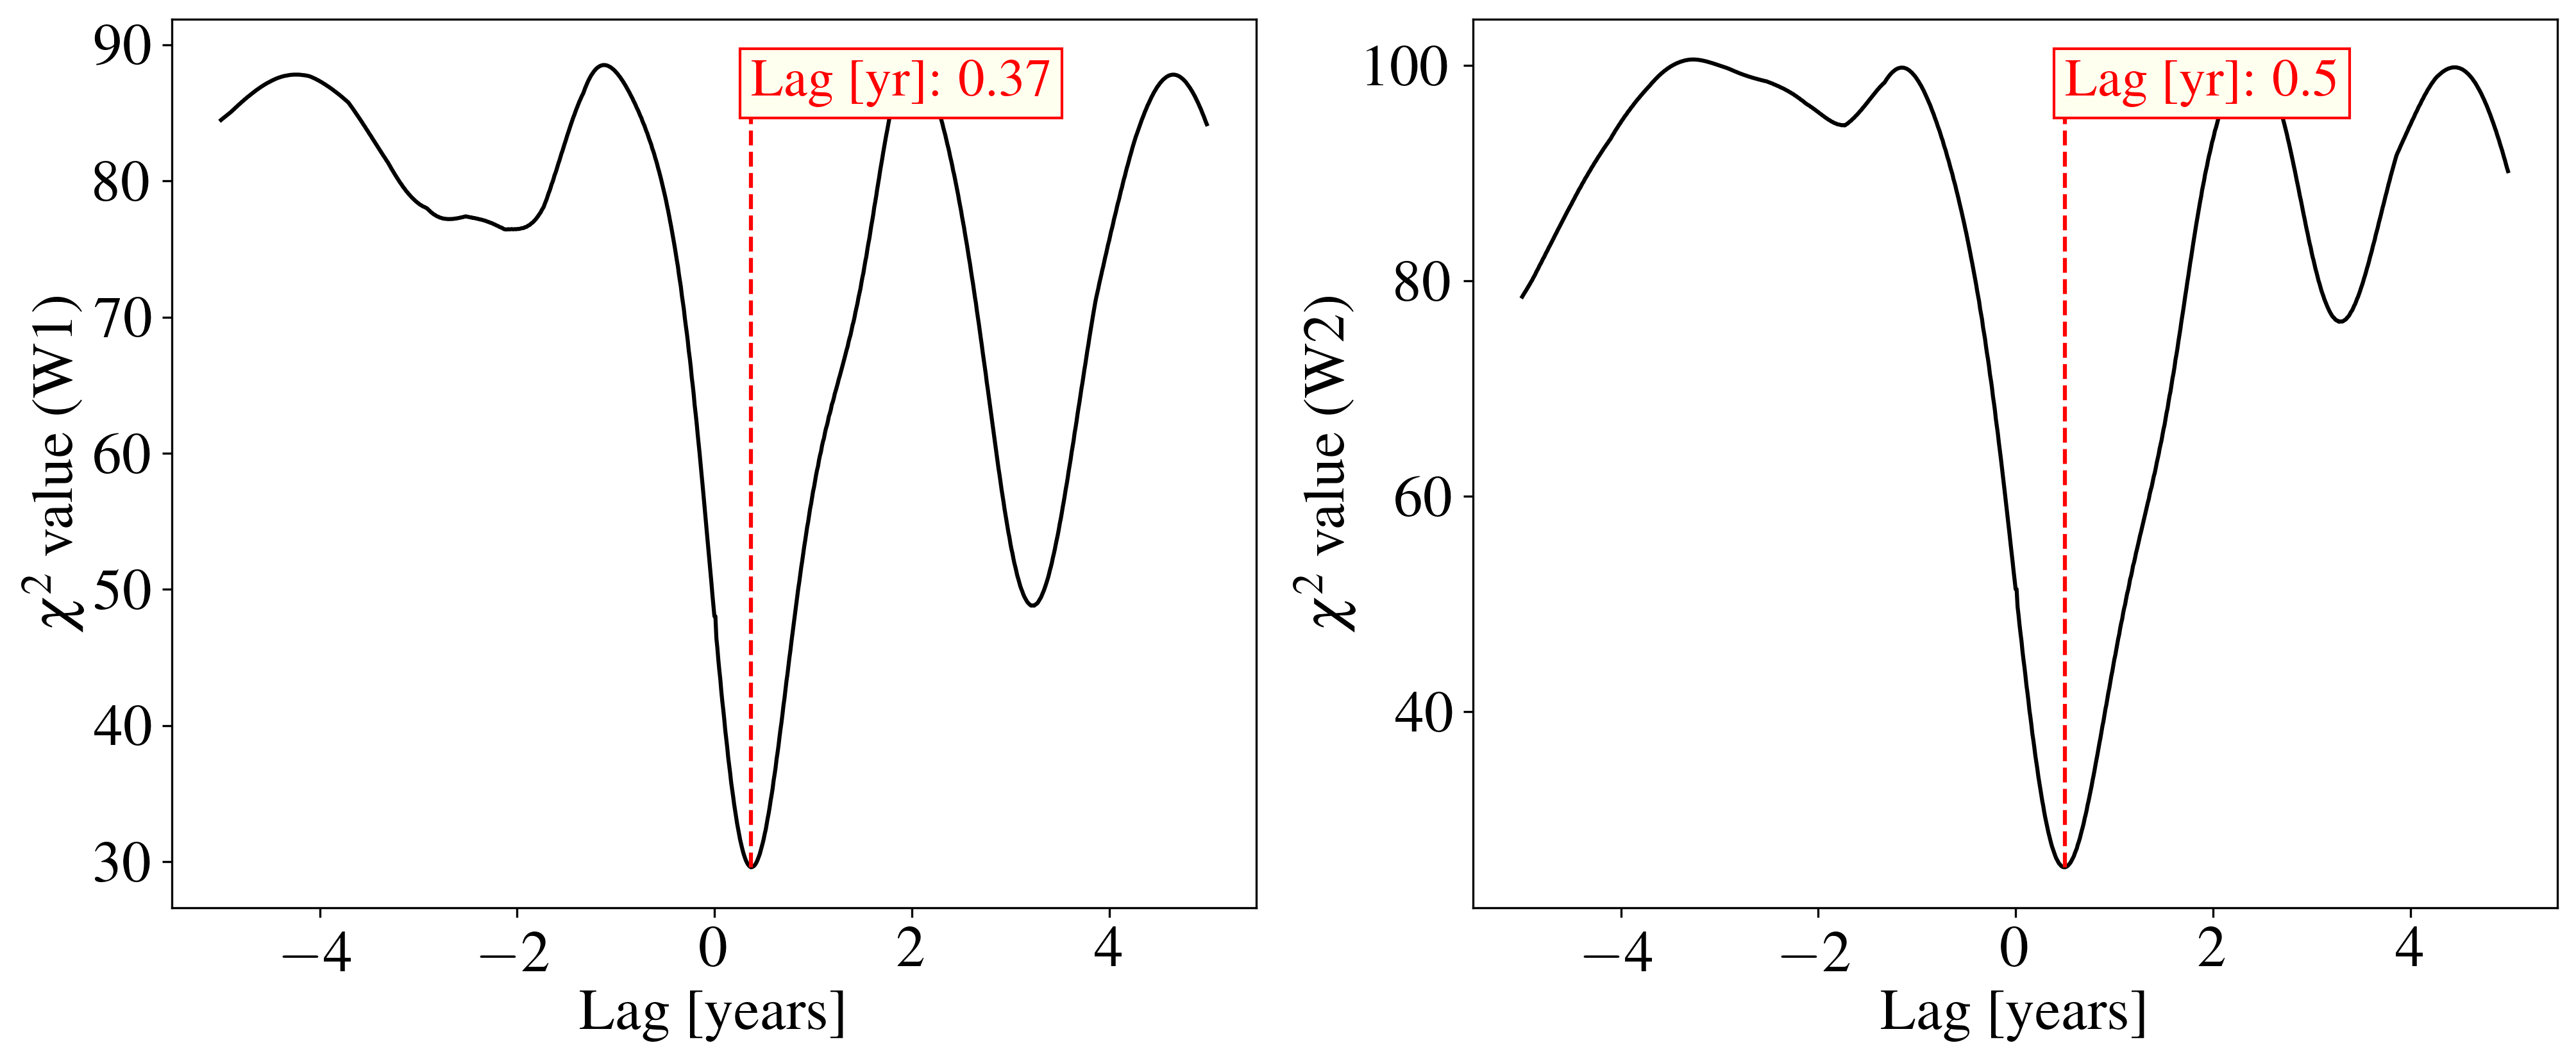 90
80
70
60
50
40
30
χ² value (W1)
Lag [yr]: 0.37
−4 −2 0 2 4
Lag [years]
100
80
60
40
χ² value (W2)
Lag [yr]: 0.5
−4 −2 0 2 4
Lag [years]